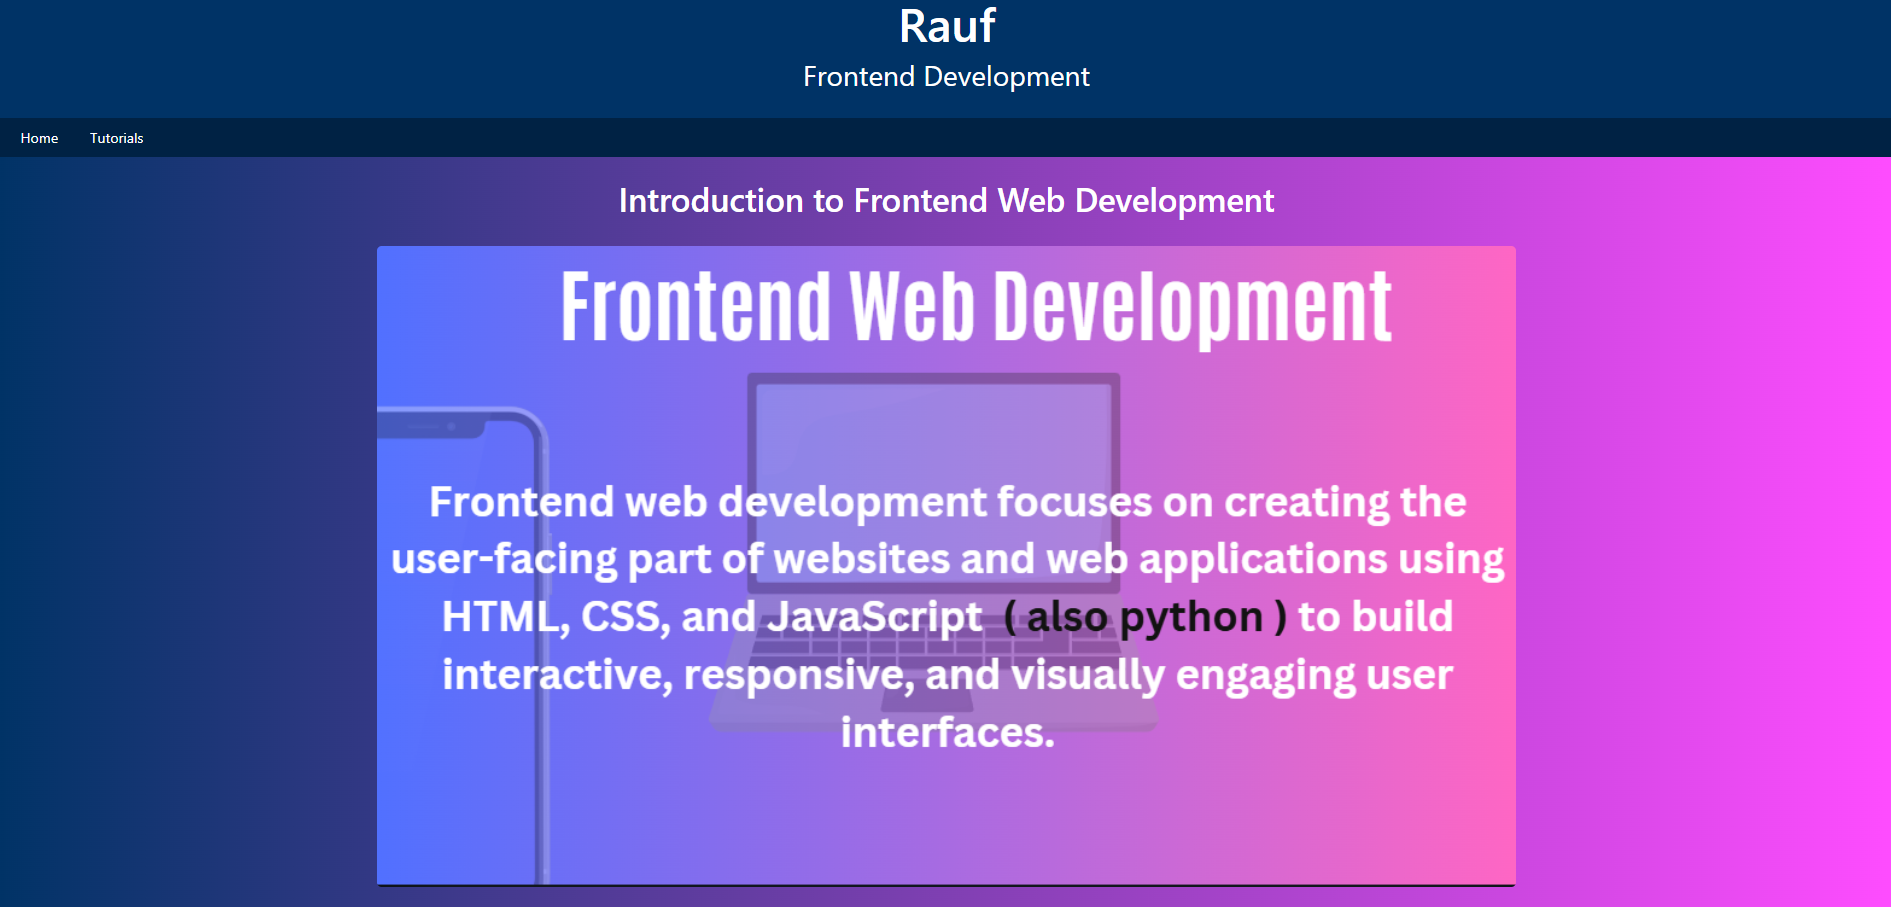 Rauf
Frontend Development
Home Tutorials
Introduction to Frontend Web Development
Frontend Web Development
Frontend web development focuses on creating the
user-facing part of websites and web applications using
HTML, CSS, and JavaScript ( also python ) to build
interactive, responsive, and visually engaging user
interfaces.